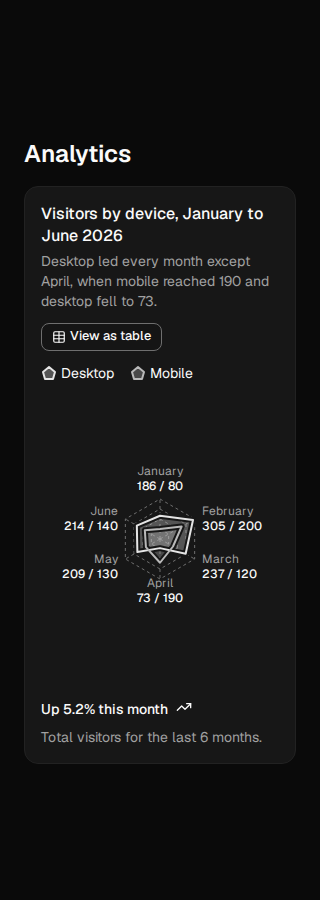 Analytics
Visitors by device, January to
June 2026
Desktop led every month except
April, when mobile reached 190 and
desktop fell to 73.
View as table
Desktop
Mobile
January
186 / 80
June
214 / 140
February
305 / 200
May
209 / 130
March
237 / 120
April
73 / 190
Up 5.2% this month
Total visitors for the last 6 months.